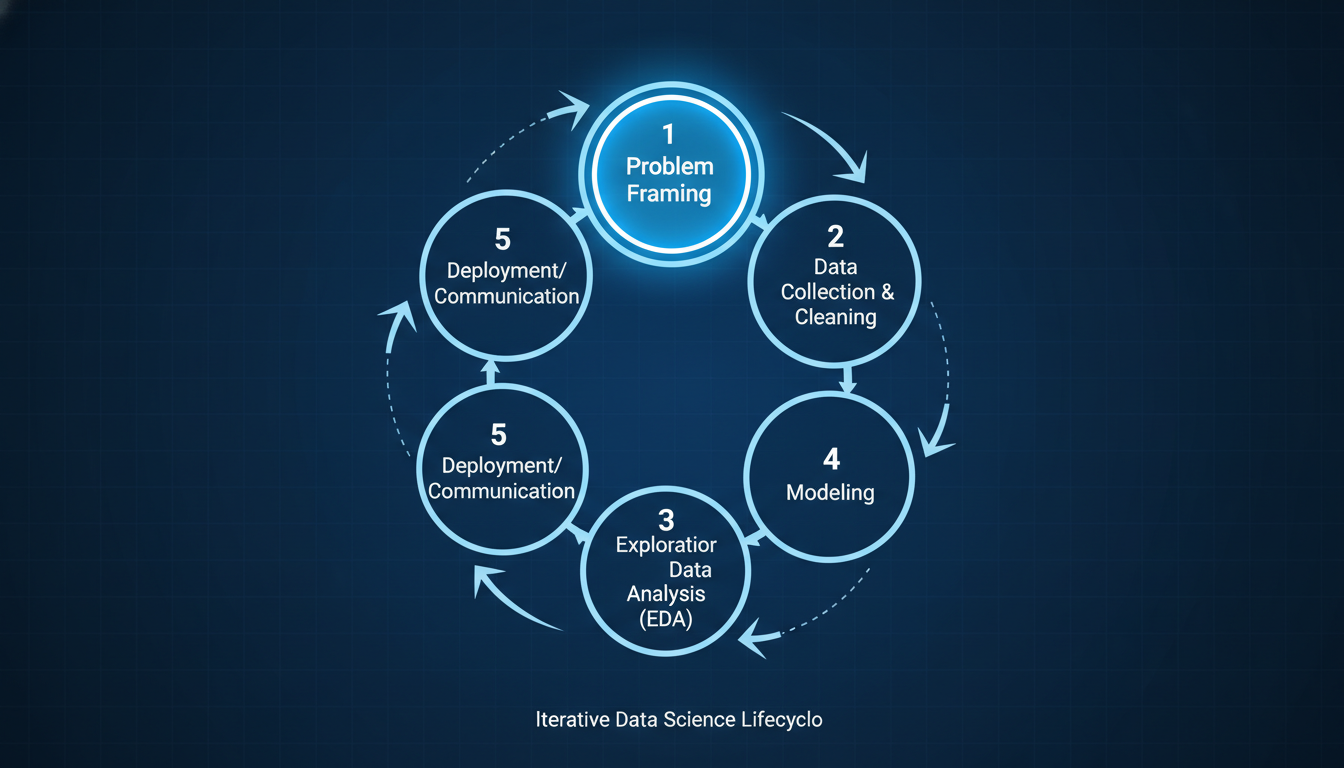 1
Problem
Framing
2
Data
Collection &
Cleaning
4
Modeling
3
Exploratior
Data
Analysis
(EDA)
5
Deployment/
Communication
5
Deployment/
Communication
Iterative Data Science Lifecyclo